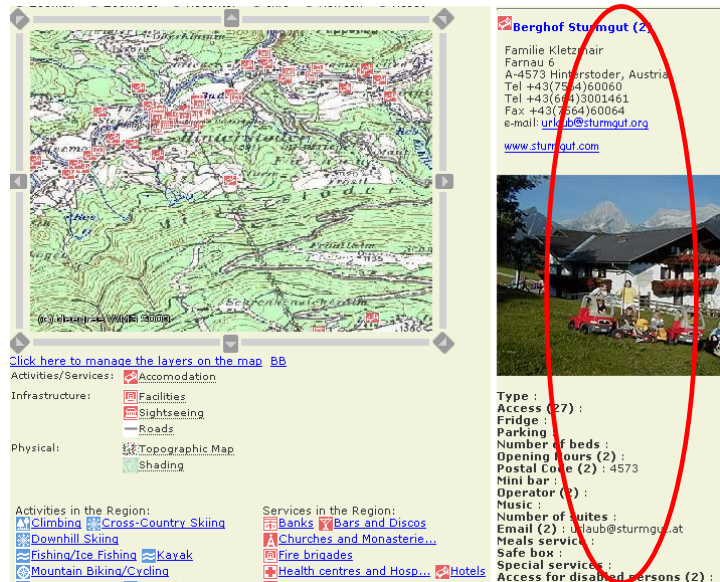 Berghof Sturmgut (2)
Familie Kletzmair
Farnau 6
A-4573 Hinterstoder, Austria
Tel +43(7564)60060
Tel +43(664)3001461
Fax +43(7564)60064
e-mail: urlaub@sturmgut.org
www.sturmgut.com
Click here to manage the layers on the map BB
Activities/Services: Accomodation
Infrastructure: Facilities
Sightseeing
Roads
Physical: Topographic Map
Shading
Activities in the Region:
Climbing Cross-Country Skiing
Downhill Skiing
Fishing/Ice Fishing Kayak
Mountain Biking/Cycling
Services in the Region:
Banks Bars and Discos
Churches and Monasterie...
Fire brigades
Health centres and Hosp... Hotels
Type :
Access (27) :
Fridge :
Parking :
Number of beds :
Opening Hours (2) :
Postal Code (2) : 4573
Mini bar :
Operator (2) :
Music :
Number of suites :
Email (2) : urlaub@sturmgut.at
Meals service :
Safe box :
Special services :
Access for disabled persons (2) :